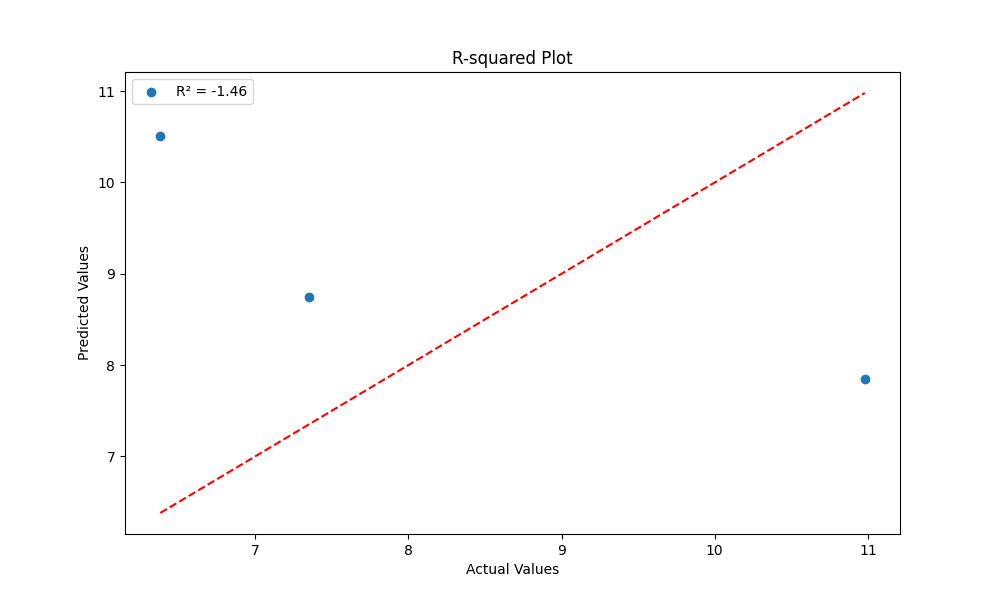 R-squared Plot
R² = -1.46
11
10
9
8
7
Predicted Values
7
8
9
10
11
Actual Values